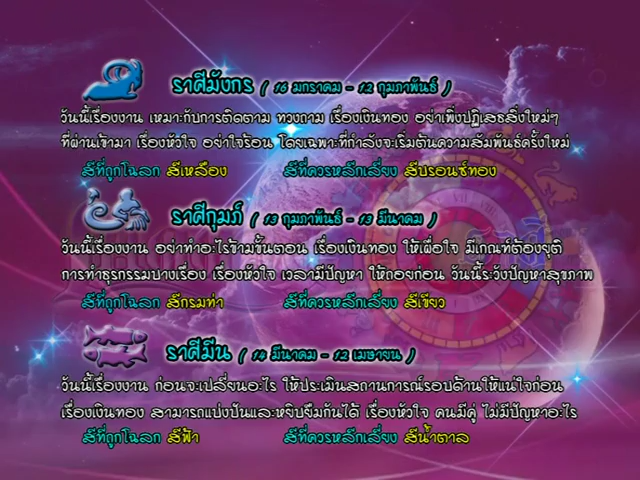 ราศีมังกร ( 16 มกราคม - 12 กุมภาพันธ์ )
วันนี้เรื่องงาน เหมาะกับการติดตาม ทวงถาม เรื่องเงินทอง อย่าเพิ่งปฏิเสธสิ่งใหม่ๆ
ที่ผ่านเข้ามา เรื่องหัวใจ อย่าใจร้อน โดยเฉพาะที่กำลังจะเริ่มต้นความสัมพันธ์ครั้งใหม่
สีที่ถูกโฉลก สีเหลือง สีที่ควรหลีกเลี่ยง สีบรอนซ์ทอง
ราศีกุมภ์ ( 13 กุมภาพันธ์ - 13 มีนาคม )
วันนี้เรื่องงาน อย่าทำอะไรข้ามขั้นตอน เรื่องเงินทอง ให้เผื่อใจ มีเกณฑ์ต้องยุติ
การทำธุรกรรมบางเรื่อง เรื่องหัวใจ เวลามีปัญหา ให้ถอยก่อน วันนี้ระวังปัญหาสุขภาพ
สีที่ถูกโฉลก สีกรมท่า สีที่ควรหลีกเลี่ยง สีเขียว
ราศีมีน ( 14 มีนาคม - 12 เมษายน )
วันนี้เรื่องงาน ก่อนจะเปลี่ยนอะไร ให้ประเมินสถานการณ์รอบด้านให้แน่ใจก่อน
เรื่องเงินทอง สามารถแบ่งปันและหยิบยืมกันได้ เรื่องหัวใจ คนมีคู่ ไม่มีปัญหาอะไร
สีที่ถูกโฉลก สีฟ้า สีที่ควรหลีกเลี่ยง สีน้ำตาล